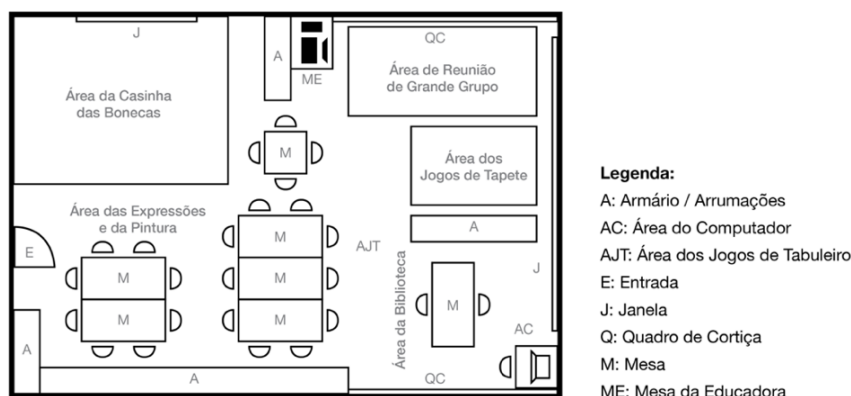 J
QC
A
ME
Área de Reunião
de Grande Grupo
Área da Casinha
das Bonecas
M
Área dos
Jogos de Tapete
Área das Expressões
e da Pintura
A
M
AJT
E
M
M
J
Área da Biblioteca
M
M
M
AC
A
A
QC
Legenda:
A: Armário / Arrumações
AC: Área do Computador
AJT: Área dos Jogos de Tabuleiro
E: Entrada
J: Janela
Q: Quadro de Cortiça
M: Mesa
ME: Mesa da Educadora